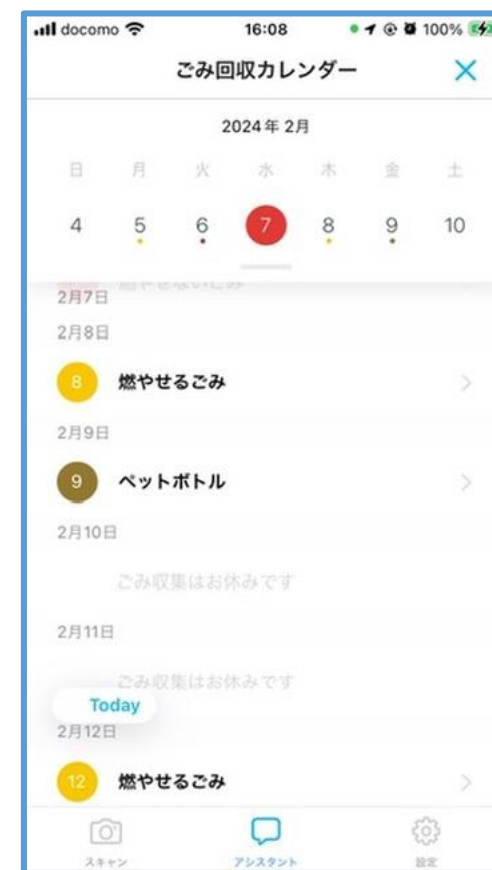 docomo 16:08 100%
ごみ回収カレンダー
2024年 2月
日 月 火 水 木 金 土
4 5 6 7 8 9 10
2月7日
2月8日
8 燃やせるごみ
2月9日
9 ペットボトル
2月10日
ごみ収集はお休みです
2月11日
ごみ収集はお休みです
Today
2月12日
12 燃やせるごみ
スキャン アシスタント 設定